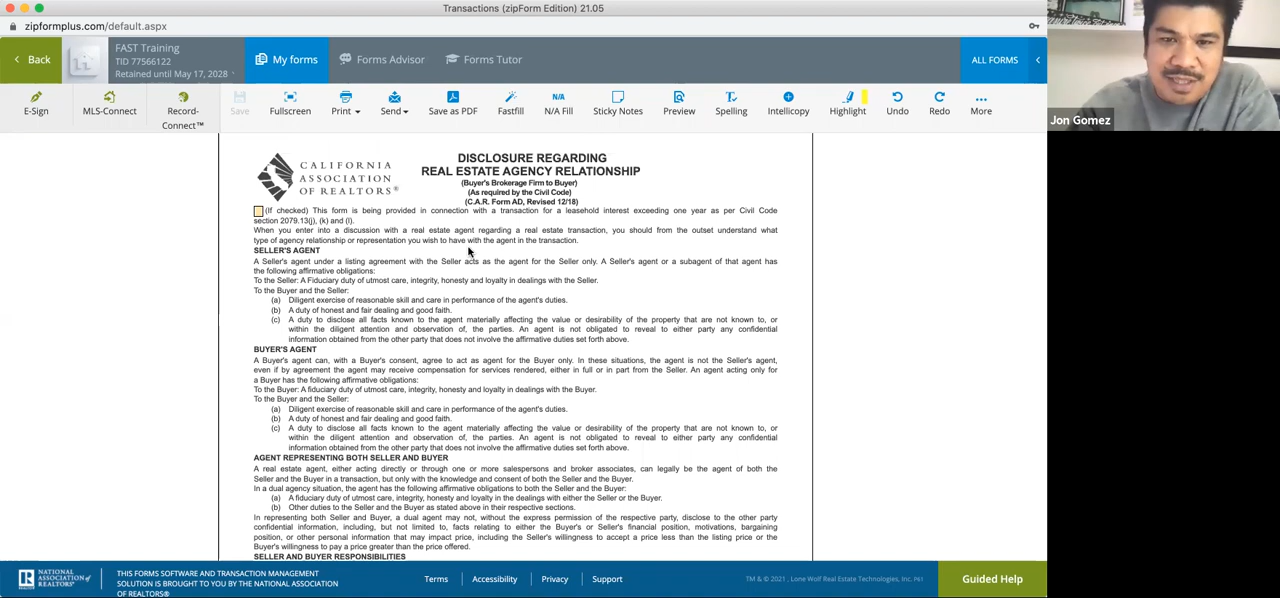 Transactions (zipForm Edition) 21.05
zipformplus.com/default.aspx
Back
FAST Training
TID 77566122
Retained until May 17, 2028
My forms
Forms Advisor
Forms Tutor
ALL FORMS
E-Sign
MLS-Connect
Record-
Connect™
Save
Fullscreen
Print
Send
Save as PDF
Fastfill
N/A
N/A Fill
Sticky Notes
Preview
Spelling
Intellicopy
Highlight
Undo
Redo
More
Jon Gomez
CALIFORNIA
ASSOCIATION
OF REALTORS®
DISCLOSURE REGARDING
REAL ESTATE AGENCY RELATIONSHIP
(Buyer's Brokerage Firm to Buyer)
(As required by the Civil Code)
(C.A.R. Form AD, Revised 12/18)
(If checked) This form is being provided in connection with a transaction for a leasehold interest exceeding one year as per Civil Code
section 2079.13(j), (k) and (l).
When you enter into a discussion with a real estate agent regarding a real estate transaction, you should from the outset understand what
type of agency relationship or representation you wish to have with the agent in the transaction.
SELLER'S AGENT
A Seller's agent under a listing agreement with the Seller acts as the agent for the Seller only. A Seller's agent or a subagent of that agent has
the following affirmative obligations:
To the Seller: A Fiduciary duty of utmost care, integrity, honesty and loyalty in dealings with the Seller.
To the Buyer and the Seller:
(a) Diligent exercise of reasonable skill and care in performance of the agent's duties.
(b) A duty of honest and fair dealing and good faith.
(c) A duty to disclose all facts known to the agent materially affecting the value or desirability of the property that are not known to, or
within the diligent attention and observation of, the parties. An agent is not obligated to reveal to either party any confidential
information obtained from the other party that does not involve the affirmative duties set forth above.
BUYER'S AGENT
A Buyer's agent can, with a Buyer's consent, agree to act as agent for the Buyer only. In these situations, the agent is not the Seller's agent,
even if by agreement the agent may receive compensation for services rendered, either in full or in part from the Seller. An agent acting only for
a Buyer has the following affirmative obligations:
To the Buyer: A fiduciary duty of utmost care, integrity, honesty and loyalty in dealings with the Buyer.
To the Buyer and the Seller:
(a) Diligent exercise of reasonable skill and care in performance of the agent's duties.
(b) A duty of honest and fair dealing and good faith.
(c) A duty to disclose all facts known to the agent materially affecting the value or desirability of the property that are not known to, or
within the diligent attention and observation of, the parties. An agent is not obligated to reveal to either party any confidential
information obtained from the other party that does not involve the affirmative duties set forth above.
AGENT REPRESENTING BOTH SELLER AND BUYER
A real estate agent, either acting directly or through one or more salespersons and broker associates, can legally be the agent of both the
Seller and the Buyer in a transaction, but only with the knowledge and consent of both the Seller and the Buyer.
In a dual agency situation, the agent has the following affirmative obligations to both the Seller and the Buyer:
(a) A fiduciary duty of utmost care, integrity, honesty and loyalty in the dealings with either the Seller or the Buyer.
(b) Other duties to the Seller and the Buyer as stated above in their respective sections.
In representing both Seller and Buyer, a dual agent may not, without the express permission of the respective party, disclose to the other party
confidential information, including, but not limited to, facts relating to either the Buyer's or Seller's financial position, motivations, bargaining
position, or other personal information that may impact price, including the Seller's willingness to accept a price less than the listing price or the
Buyer's willingness to pay a price greater than the price offered.
SELLER AND BUYER RESPONSIBILITIES
NATIONAL
ASSOCIATION of
REALTORS®
THIS FORMS SOFTWARE AND TRANSACTION MANAGEMENT
SOLUTION IS BROUGHT TO YOU BY THE NATIONAL ASSOCIATION
OF REALTORS®
Terms
Accessibility
Privacy
Support
TM & © 2021 , Lone Wolf Real Estate Technologies, Inc. P61
Guided Help